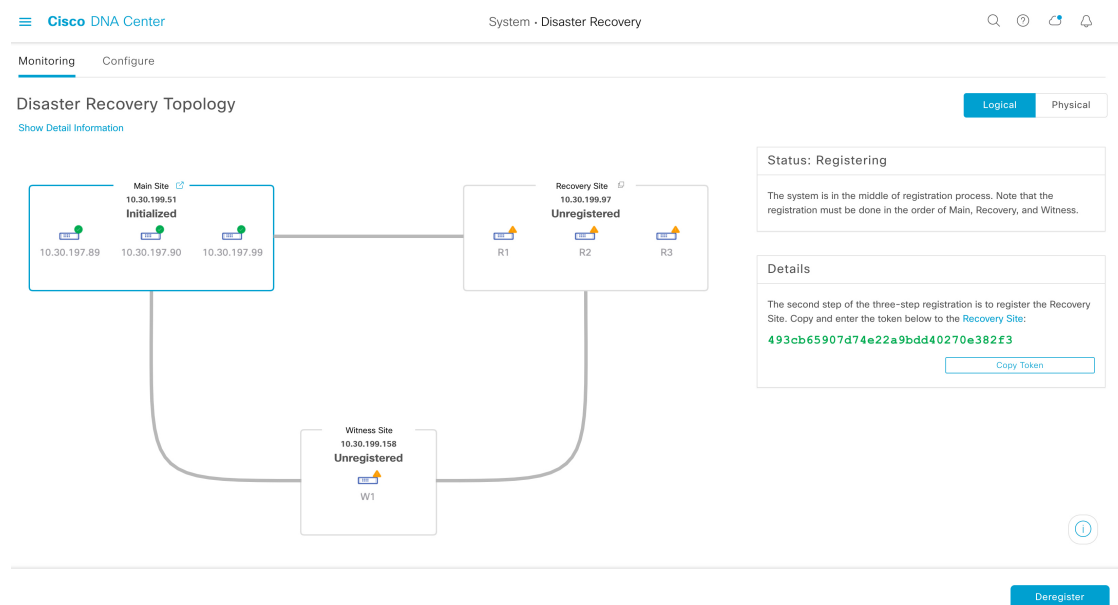 Cisco DNA Center
System · Disaster Recovery
Monitoring Configure
Disaster Recovery Topology
Logical Physical
Show Detail Information
Main Site
10.30.199.51
Initialized
10.30.197.89 10.30.197.90 10.30.197.99
Recovery Site
10.30.199.97
Unregistered
R1 R2 R3
Witness Site
10.30.199.158
Unregistered
W1
Status: Registering
The system is in the middle of registration process. Note that the
registration must be done in the order of Main, Recovery, and Witness.
Details
The second step of the three-step registration is to register the Recovery
Site. Copy and enter the token below to the Recovery Site:
493cb65907d74e22a9bdd40270e382f3
Copy Token
Deregister